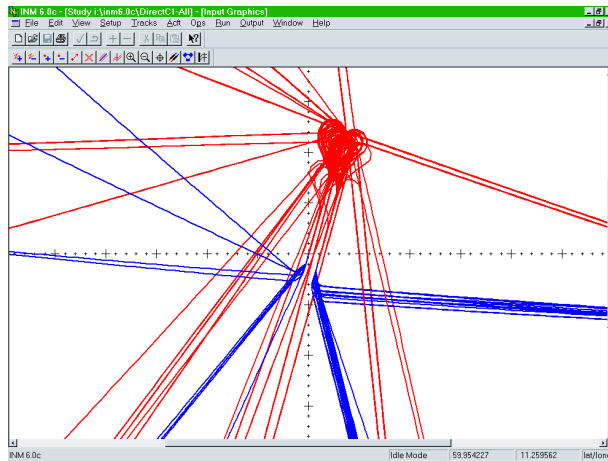 INM 6.0c - [Study i:\inm6.0c\DirectC1-All] - [Input Graphics]
File Edit View Setup Tracks Acft Ops Run Output Window Help
INM 6.0c Idle Mode 59.954227 11.259562 lat/long